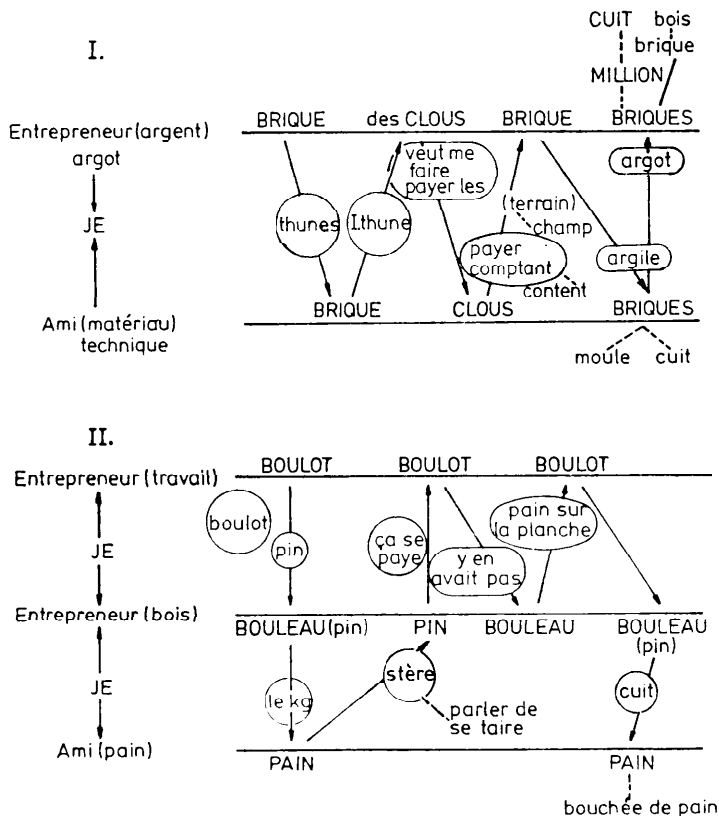 I.
CUIT bois
brique
MILLION
BRIQUE des CLOUS BRIQUE BRIQUES
Entrepreneur (argent)
argot
JE
Ami (matériau)
technique
thunes
1.thune
veut me
faire
payer les
(terrain)
champ
payer
comptant
content
argot
argile
BRIQUE CLOUS BRIQUES
moule cuit
II.
BOULOT BOULOT BOULOT
Entrepreneur (travail)
JE
Entrepreneur (bois)
JE
Ami (pain)
boulot
pin
ça se
paye
y en
avait pas
pain sur
la planche
BOULEAU (pin) PIN BOULEAU BOULEAU
(pin)
le kg
stère
parler de
se taire
cuit
PAIN PAIN
bouchée de pain